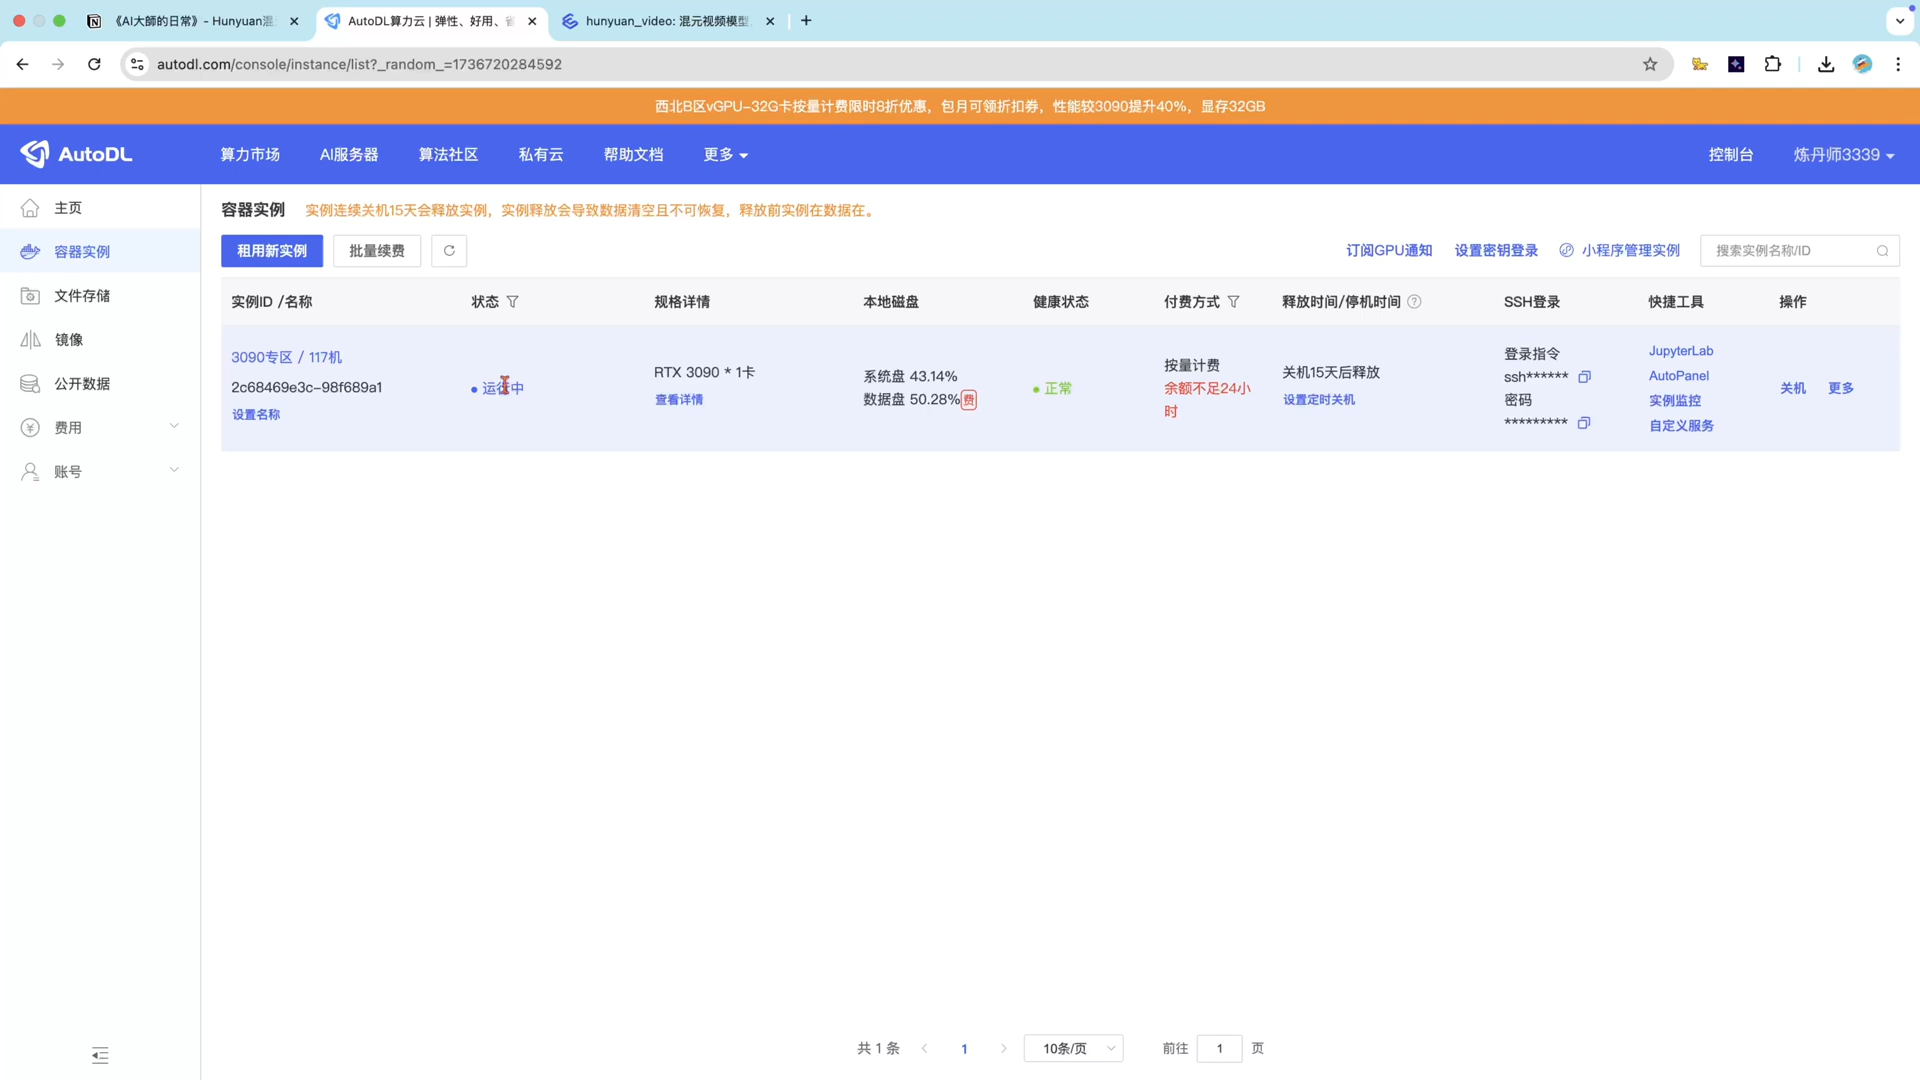 《AI大師的日常》- Hunyuan混
AutoDL算力云 | 弹性、好用、省
hunyuan_video: 混元视频模型
autodl.com/console/instance/list?_random_=1736720284592
西北B区vGPU-32G卡按量计费限时8折优惠，包月可领折扣券，性能较3090提升40%，显存32GB
AutoDL
算力市场
AI服务器
算法社区
私有云
帮助文档
更多
控制台
炼丹师3339
主页
容器实例
文件存储
镜像
公开数据
费用
账号
容器实例
实例连续关机15天会释放实例，实例释放会导致数据清空且不可恢复，释放前实例在数据在。
租用新实例
批量续费
订阅GPU通知
设置密钥登录
小程序管理实例
搜索实例名称/ID
实例ID /名称
状态
规格详情
本地磁盘
健康状态
付费方式
释放时间/停机时间
SSH登录
快捷工具
操作
3090专区 / 117机
2c68469e3c-98f689a1
设置名称
运行中
RTX 3090 * 1卡
查看详情
系统盘 43.14%
数据盘 50.28% 费
正常
按量计费
余额不足24小
时
关机15天后释放
设置定时关机
登录指令
ssh******
密码
*********
JupyterLab
AutoPanel
实例监控
自定义服务
关机
更多
共 1 条
1
10条/页
前往
1
页